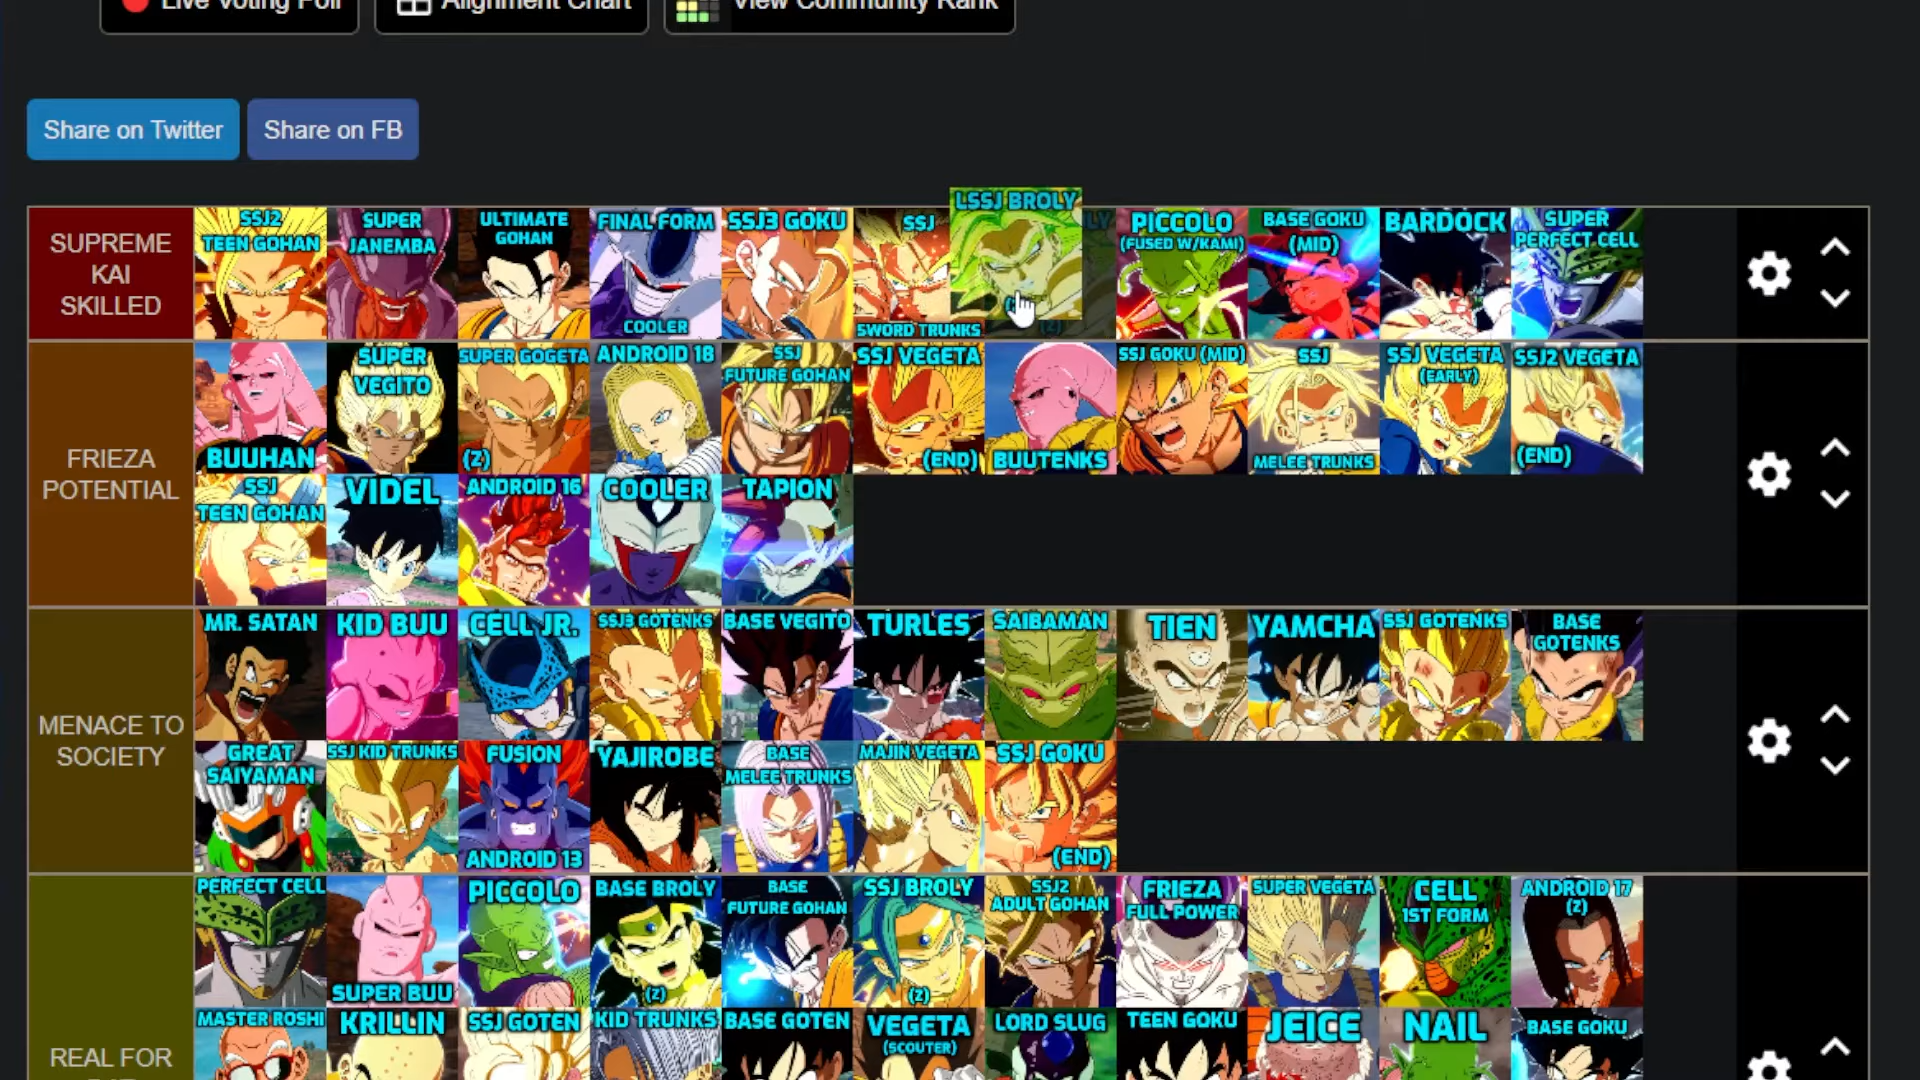 Live Voting Poll
Alignment Chart
View Community Rank
Share on Twitter
Share on FB
SUPREME
KAI
SKILLED
SSJ2
TEEN GOHAN
SUPER
JANEMBA
ULTIMATE
GOHAN
FINAL FORM
COOLER
SSJ3 GOKU
SSJ
SWORD TRUNKS
LSSJ BROLY
(Z)
PICCOLO
(FUSED W/KAMI)
BASE GOKU
(MID)
BARDOCK
SUPER
PERFECT CELL
FRIEZA
POTENTIAL
BUUHAN
SUPER
VEGITO
SUPER GOGETA
(Z)
ANDROID 18
SSJ
FUTURE GOHAN
SSJ VEGETA
(END)
BUUTENKS
SSJ GOKU (MID)
SSJ
MELEE TRUNKS
SSJ VEGETA
(EARLY)
SSJ2 VEGETA
(END)
SSJ
TEEN GOHAN
VIDEL
ANDROID 16
COOLER
TAPION
MENACE TO
SOCIETY
MR. SATAN
KID BUU
CELL JR.
SSJ3 GOTENKS
BASE VEGITO
TURLES
SAIBAMAN
TIEN
YAMCHA
SSJ GOTENKS
BASE
GOTENKS
GREAT
SAIYAMAN
SSJ KID TRUNKS
FUSION
ANDROID 13
YAJIROBE
BASE
MELEE TRUNKS
MAJIN VEGETA
SSJ GOKU
(END)
REAL FOR
PERFECT CELL
SUPER BUU
PICCOLO
BASE BROLY
(Z)
BASE
FUTURE GOHAN
SSJ BROLY
(Z)
SSJ2
ADULT GOHAN
FRIEZA
FULL POWER
SUPER VEGETA
CELL
1ST FORM
ANDROID 17
(Z)
MASTER ROSHI
KRILLIN
SSJ GOTEN
KID TRUNKS
BASE GOTEN
VEGETA
(SCOUTER)
LORD SLUG
TEEN GOKU
JEICE
NAIL
BASE GOKU